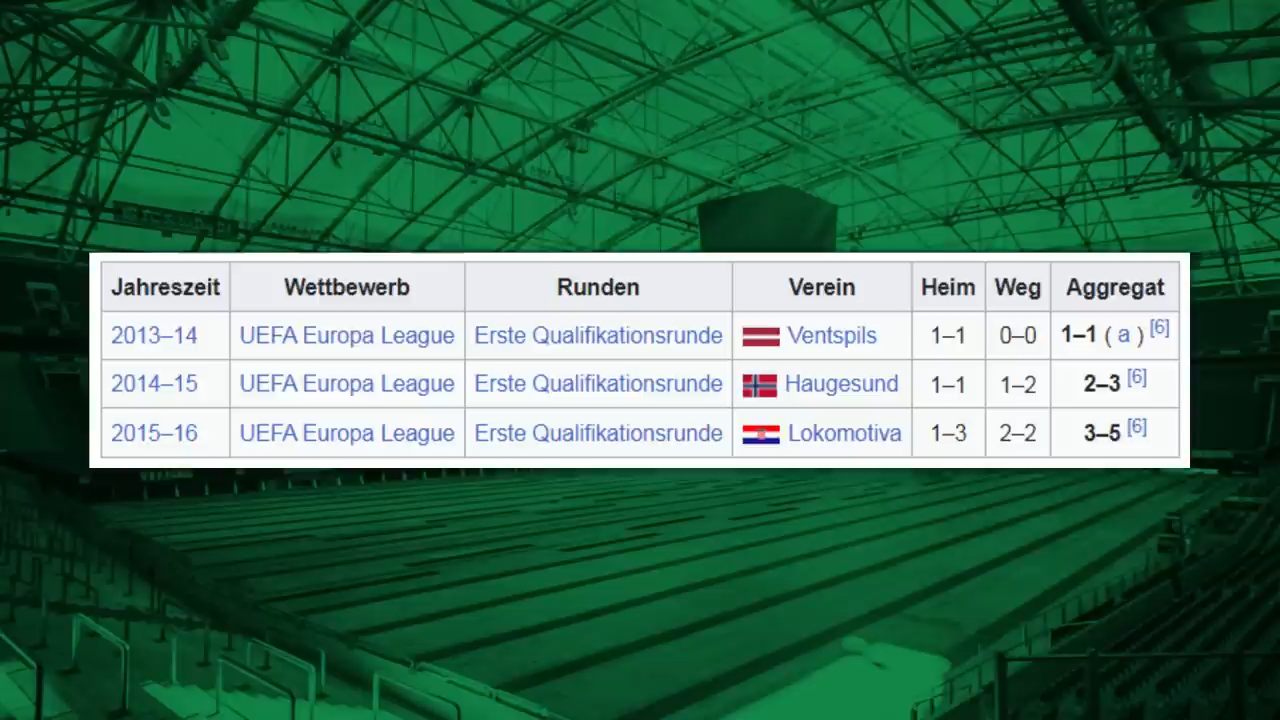 Jahreszeit Wettbewerb Runden Verein Heim Weg Aggregat
2013–14 UEFA Europa League Erste Qualifikationsrunde Ventspils 1–1 0–0 1–1 ( a ) [6]
2014–15 UEFA Europa League Erste Qualifikationsrunde Haugesund 1–1 1–2 2–3 [6]
2015–16 UEFA Europa League Erste Qualifikationsrunde Lokomotiva 1–3 2–2 3–5 [6]